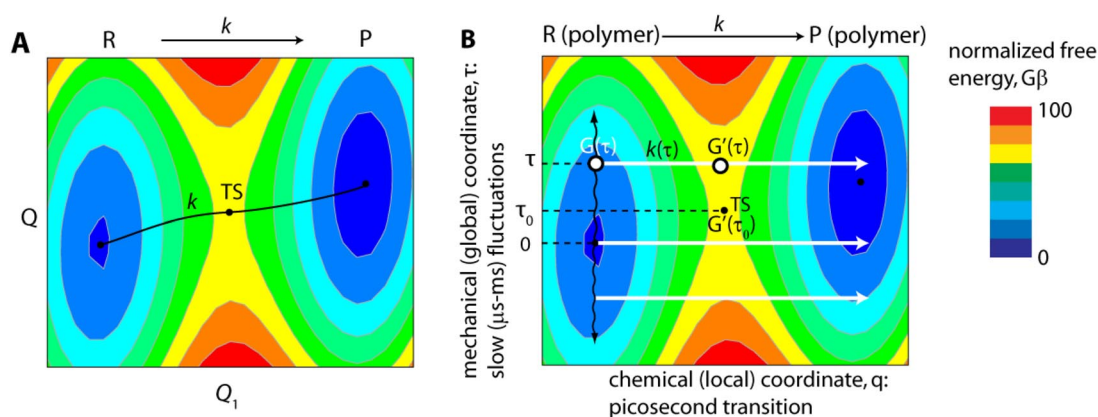 A
R
k
P
k
TS
Q
Q1
B
R (polymer)
k
P (polymer)
mechanical (global) coordinate, τ:
slow (μs-ms) fluctuations
τ
τ0
0
G(τ)
k(τ)
G’(τ)
TS
G’(τ0)
chemical (local) coordinate, q:
picosecond transition
normalized free
energy, Gβ
100
0